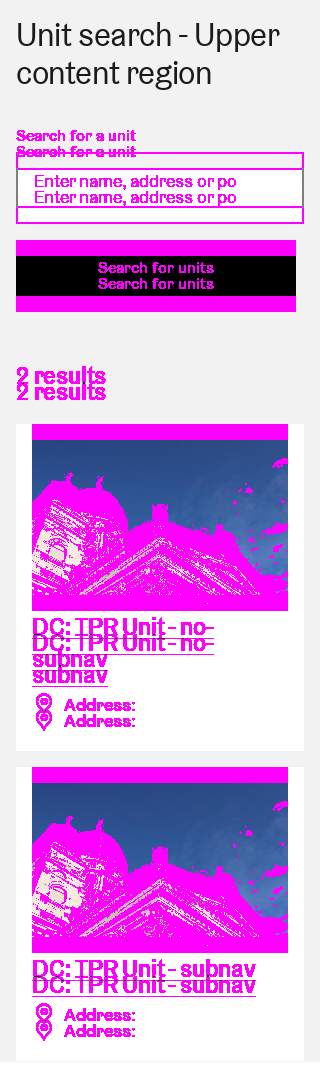 Unit search - Upper
content region
Search for a unit
Search for a unit
Enter name, address or po
Enter name, address or po
Search for units
Search for units
2 results
2 results
DC: TPR Unit - no-
DC: TPR Unit - no-
subnav
subnav
Address:
Address:
DC: TPR Unit - subnav
DC: TPR Unit - subnav
Address:
Address: